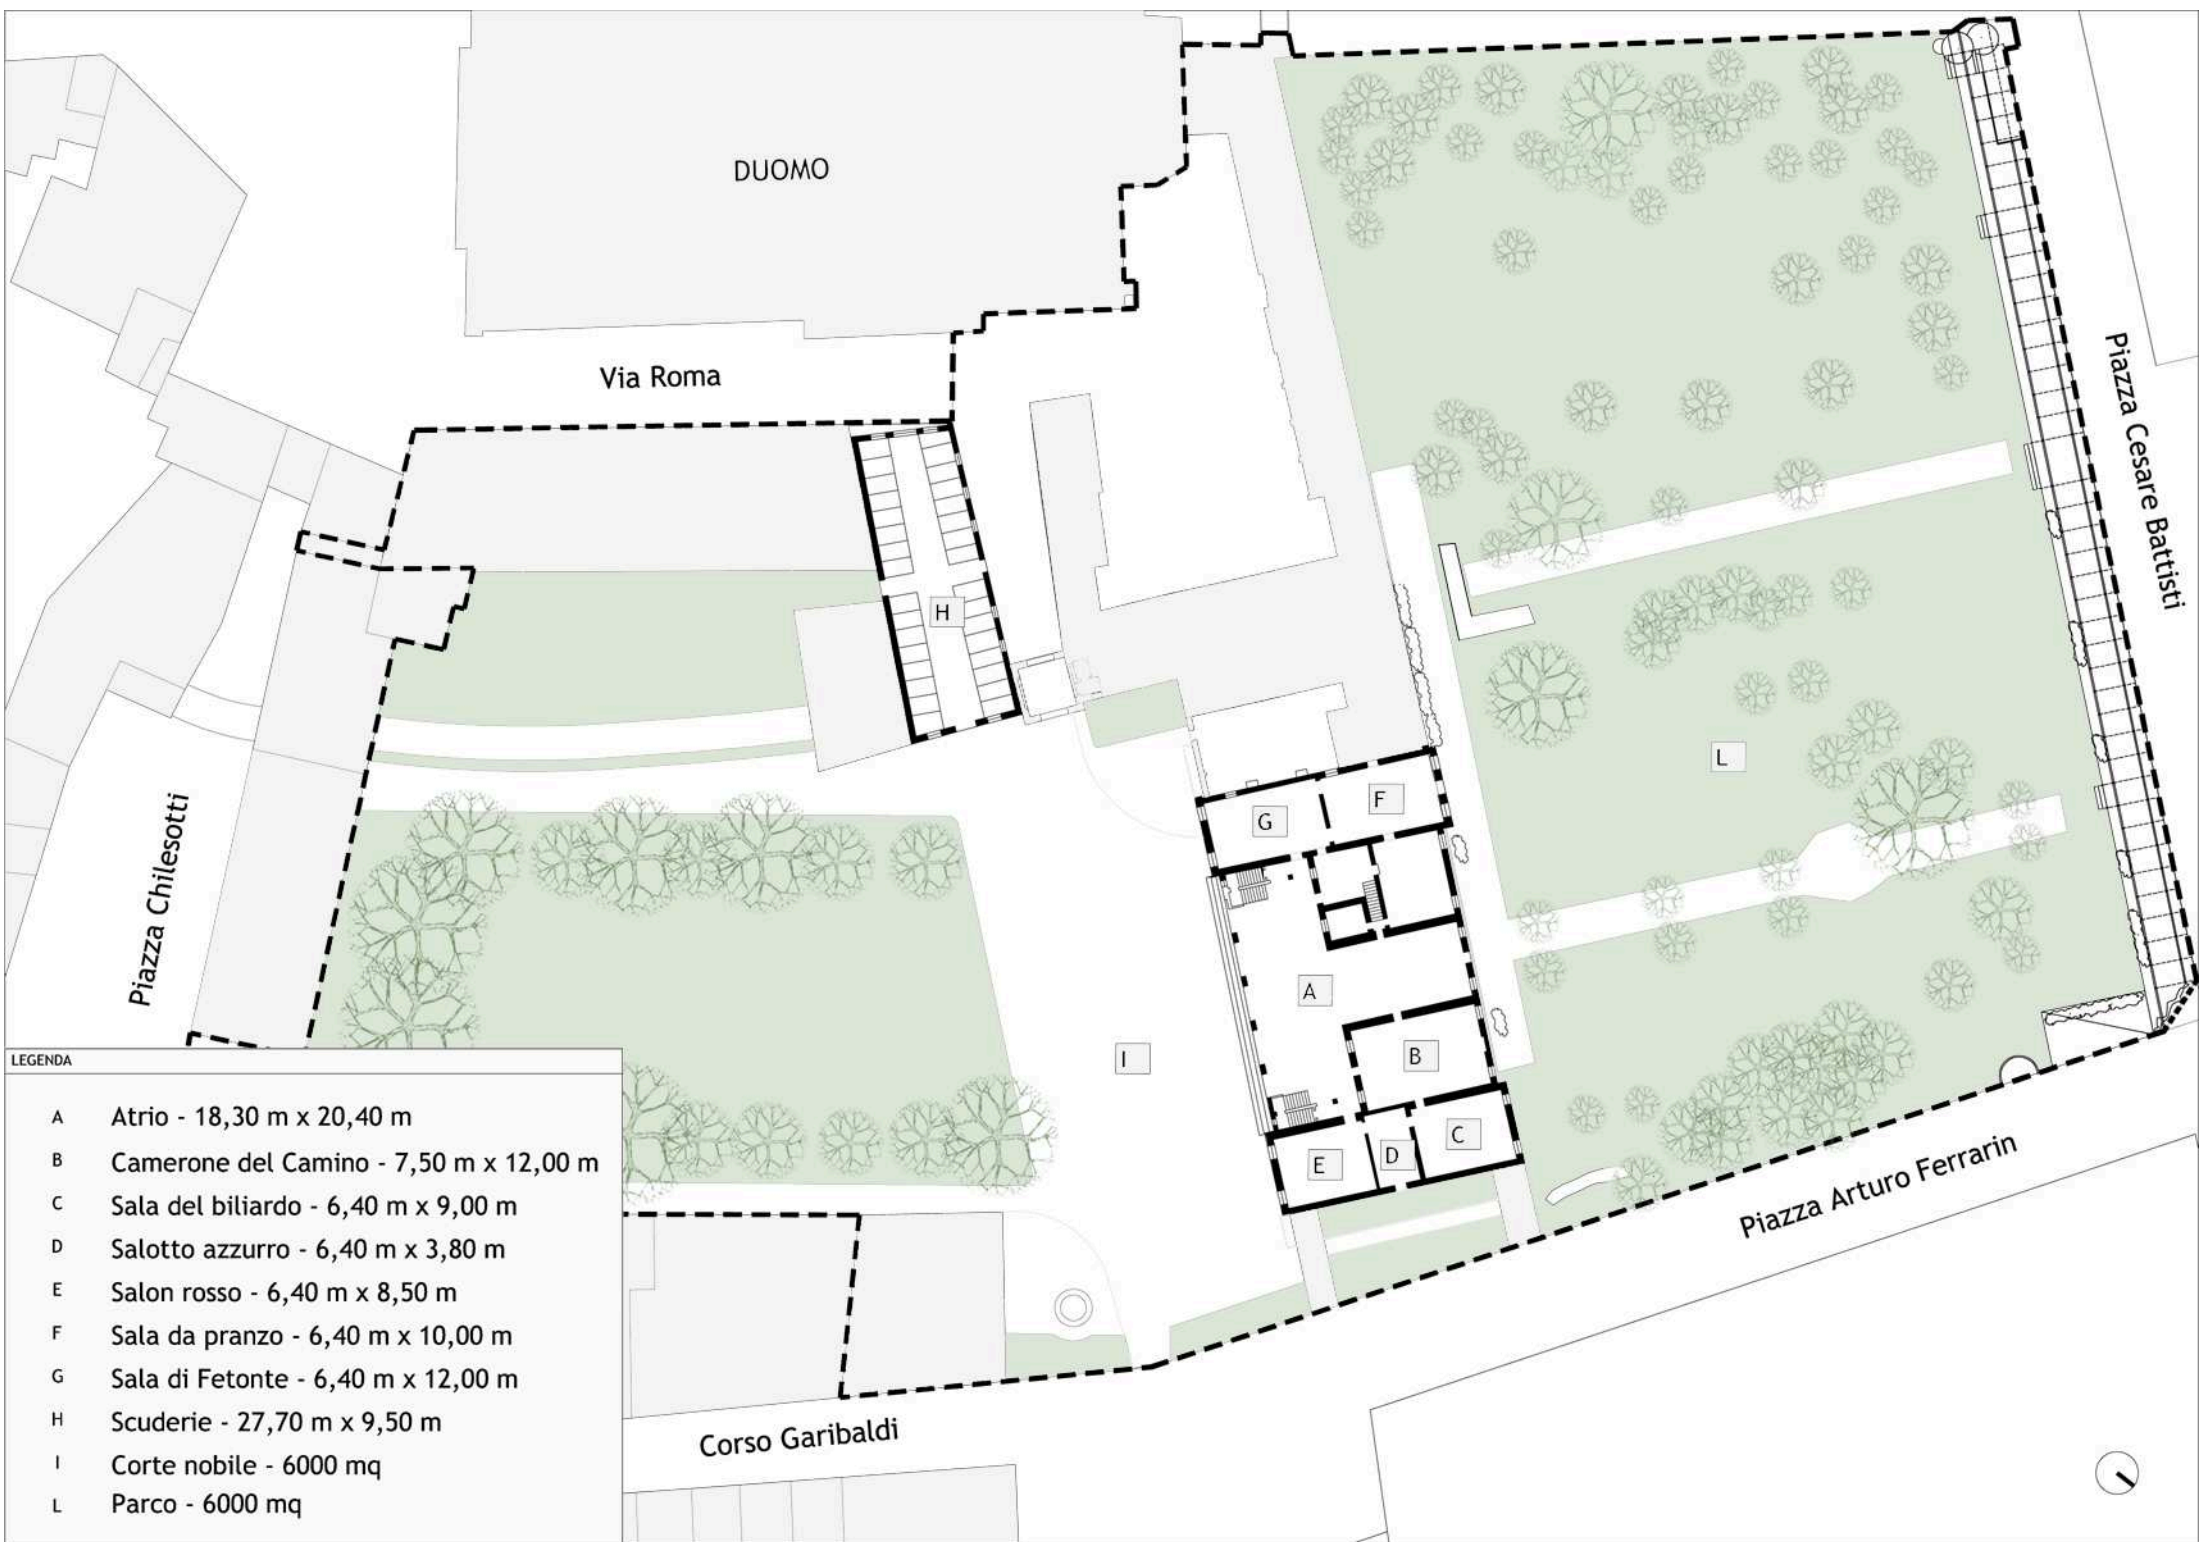 DUOMO
Via Roma
Piazza Cesare Battisti
H
L
F
G
Piazza Chilesotti
A
I
B
C
D
E
Piazza Arturo Ferrarin
Corso Garibaldi
LEGENDA
A Atrio - 18,30 m x 20,40 m
B Camerone del Camino - 7,50 m x 12,00 m
C Sala del biliardo - 6,40 m x 9,00 m
D Salotto azzurro - 6,40 m x 3,80 m
E Salon rosso - 6,40 m x 8,50 m
F Sala da pranzo - 6,40 m x 10,00 m
G Sala di Fetonte - 6,40 m x 12,00 m
H Scuderie - 27,70 m x 9,50 m
I Corte nobile - 6000 mq
L Parco - 6000 mq